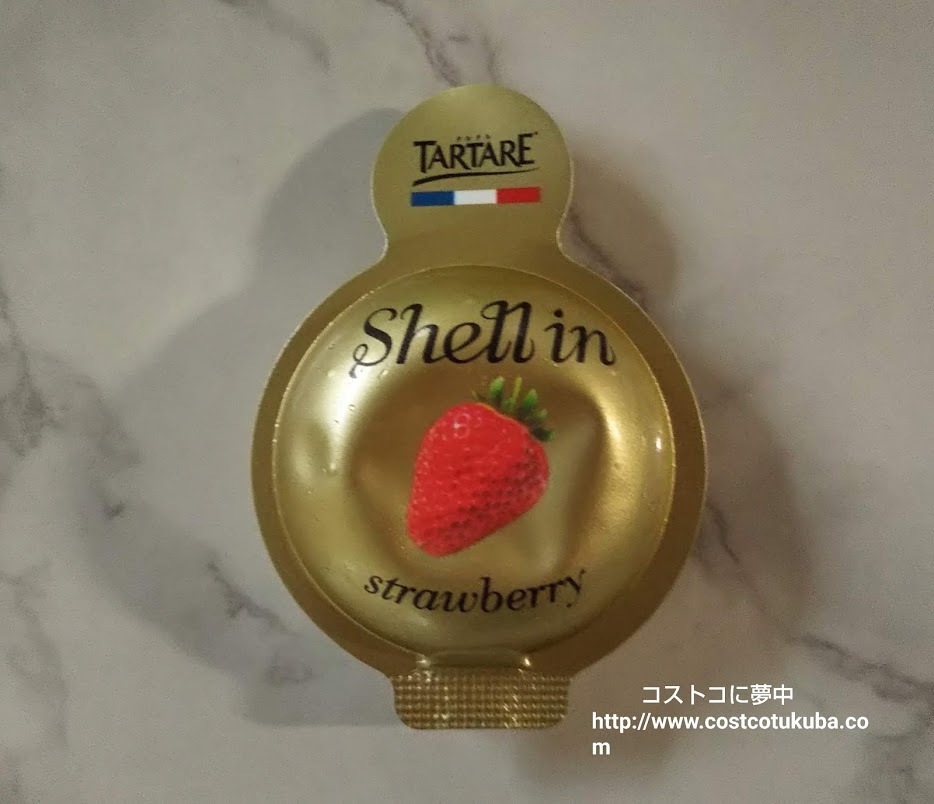 TARTARE
Shell in
strawberry
コストコに夢中
http://www.costcotukuba.co
m